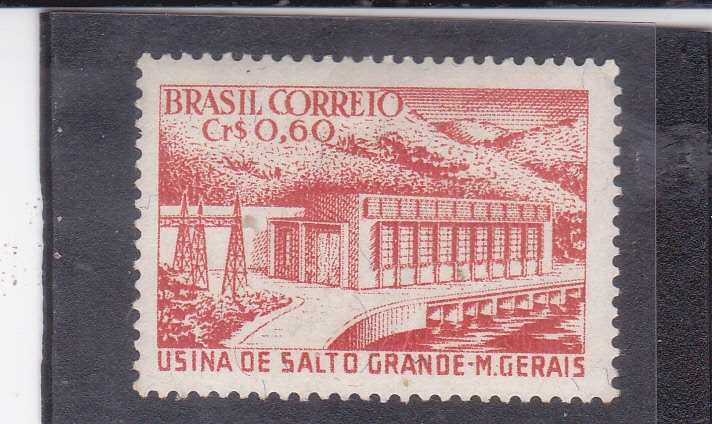 BRASIL CORREIO
Cr$ 0,60
USINA DE SALTO GRANDE-M.GERAIS